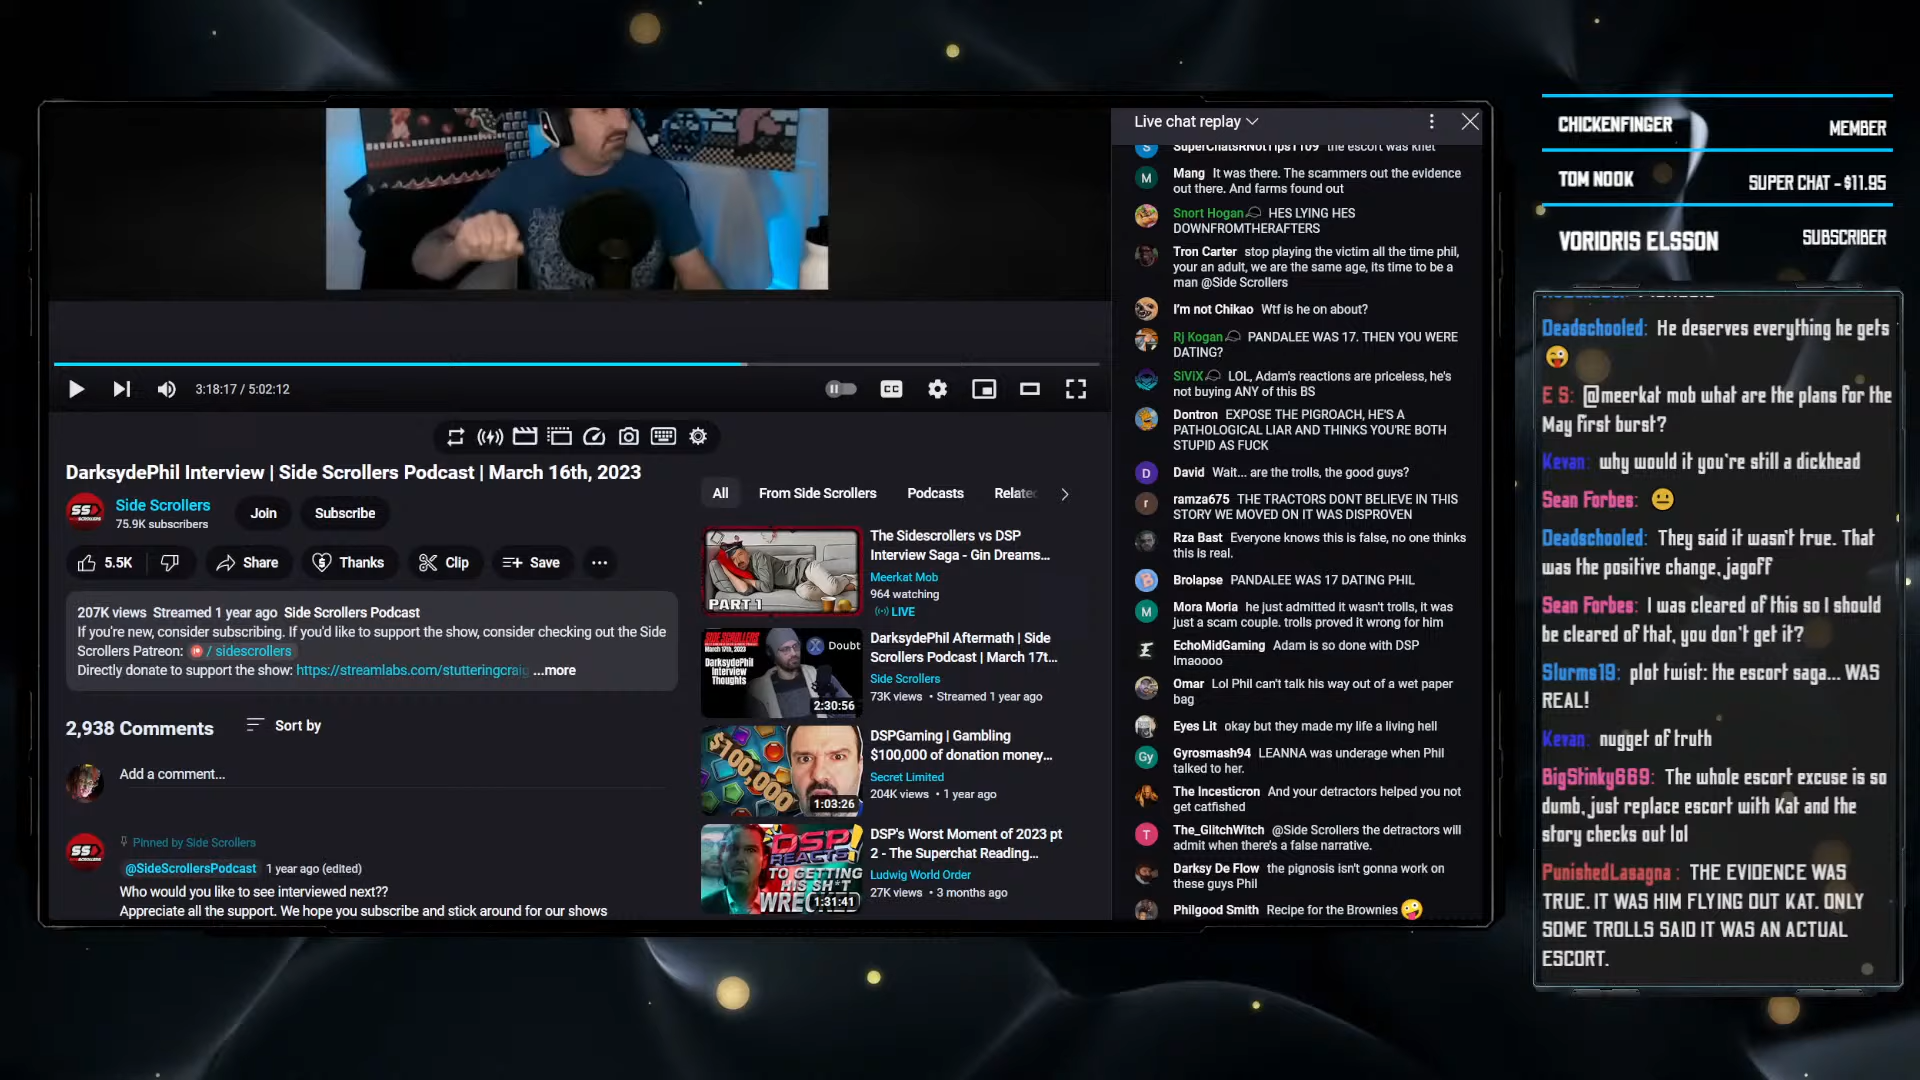 3:18:17 / 5:02:12
CC
DarksydePhil Interview | Side Scrollers Podcast | March 16th, 2023
SS
Side Scrollers
75.9K subscribers
Join
Subscribe
5.5K
Share
Thanks
Clip
Save
207K views Streamed 1 year ago Side Scrollers Podcast
If you're new, consider subscribing. If you'd like to support the show, consider checking out the Side
Scrollers Patreon: / sidescrollers
Directly donate to support the show: https://streamlabs.com/stutteringcraig ...more
2,938 Comments
Sort by
Add a comment...
SS
Pinned by Side Scrollers
@SideScrollersPodcast 1 year ago (edited)
Who would you like to see interviewed next??
Appreciate all the support. We hope you subscribe and stick around for our shows
All
From Side Scrollers
Podcasts
Relate
PART 1
The Sidescrollers vs DSP
Interview Saga - Gin Dreams...
Meerkat Mob
964 watching
LIVE
SIDE SCROLLERS
March 17th, 2023
DarksydePhil
Interview
Thoughts
Doubt
2:30:56
DarksydePhil Aftermath | Side
Scrollers Podcast | March 17t...
Side Scrollers
73K views • Streamed 1 year ago
$100,000
1:03:26
DSPGaming | Gambling
$100,000 of donation money...
Secret Limited
204K views • 1 year ago
DSP!
REACTS
TO GETTING
HIS SH*T
WRECKED
1:31:41
DSP's Worst Moment of 2023 pt
2 - The Superchat Reading...
Ludwig World Order
27K views • 3 months ago
Live chat replay
S SuperChatsRNotTips1109 the escort was khet
M Mang It was there. The scammers out the evidence
out there. And farms found out
Snort Hogan HES LYING HES
DOWNFROMTHERAFTERS
Tron Carter stop playing the victim all the time phil,
your an adult, we are the same age, its time to be a
man @Side Scrollers
I'm not Chikao Wtf is he on about?
Rj Kogan PANDALEE WAS 17. THEN YOU WERE
DATING?
SiViX LOL, Adam's reactions are priceless, he's
not buying ANY of this BS
Dontron EXPOSE THE PIGROACH, HE'S A
PATHOLOGICAL LIAR AND THINKS YOU'RE BOTH
STUPID AS FUCK
D David Wait... are the trolls, the good guys?
r ramza675 THE TRACTORS DONT BELIEVE IN THIS
STORY WE MOVED ON IT WAS DISPROVEN
Rza Bast Everyone knows this is false, no one thinks
this is real.
Brolapse PANDALEE WAS 17 DATING PHIL
M Mora Moria he just admitted it wasn't trolls, it was
just a scam couple. trolls proved it wrong for him
EchoMidGaming Adam is so done with DSP
lmaoooo
Omar Lol Phil can't talk his way out of a wet paper
bag
Eyes Lit okay but they made my life a living hell
Gy Gyrosmash94 LEANNA was underage when Phil
talked to her.
The Incesticron And your detractors helped you not
get catfished
T The_GlitchWitch @Side Scrollers the detractors will
admit when there's a false narrative.
Darksy De Flow the pignosis isn't gonna work on
these guys Phil
Philgood Smith Recipe for the Brownies 🤪
CHICKENFINGER MEMBER
TOM NOOK SUPER CHAT - $11.95
VORIDRIS ELSSON SUBSCRIBER
Deadschooled: He deserves everything he gets
😜
E S: @meerkat mob what are the plans for the
May first burst?
Kevan: why would it you're still a dickhead
Sean Forbes: 😐
Deadschooled: They said it wasn't true. That
was the positive change, jagoff
Sean Forbes: I was cleared of this so I should
be cleared of that, you don't get it?
Slurms19: plot twist: the escort saga... WAS
REAL!
Kevan: nugget of truth
BigStinky669: The whole escort excuse is so
dumb, just replace escort with Kat and the
story checks out lol
PunishedLasagna : THE EVIDENCE WAS
TRUE. IT WAS HIM FLYING OUT KAT. ONLY
SOME TROLLS SAID IT WAS AN ACTUAL
ESCORT.